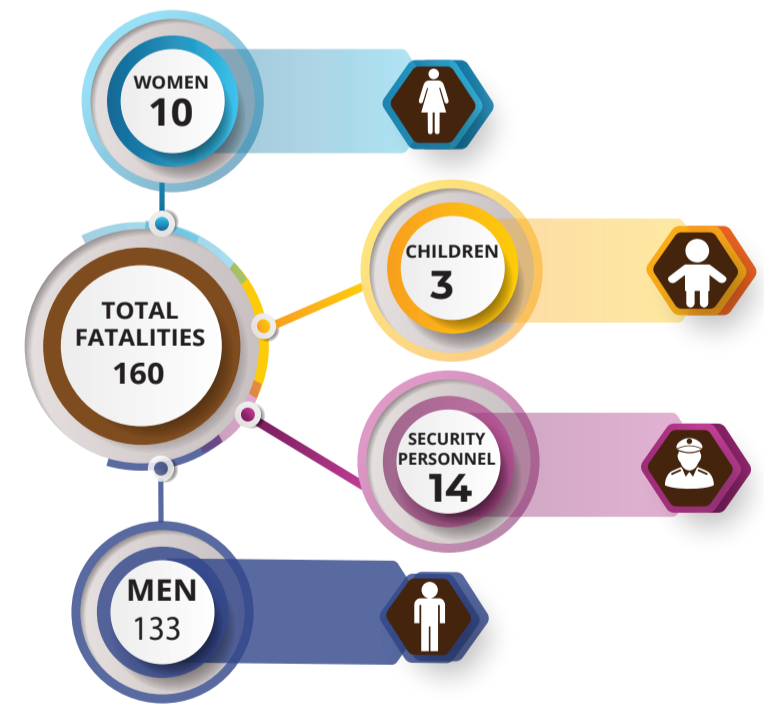 WOMEN
10
CHILDREN
3
TOTAL
FATALITIES
160
SECURITY
PERSONNEL
14
MEN
133